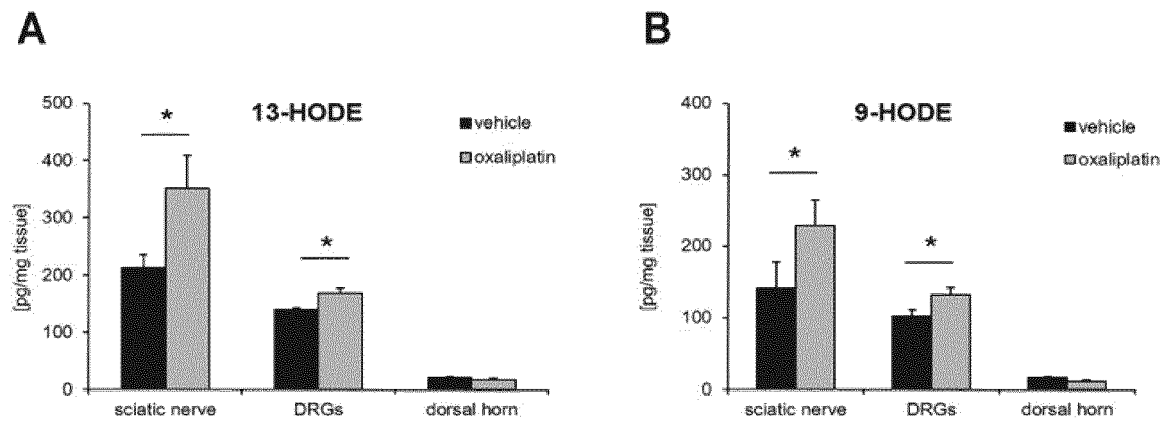 A
13-HODE
vehicle
oxaliplatin
*
*
[pg/mg tissue]
500
400
300
200
100
0
sciatic nerve
DRGs
dorsal horn
B
9-HODE
vehicle
oxaliplatin
*
*
[pg/mg tissue]
400
300
200
100
0
sciatic nerve
DRGs
dorsal horn